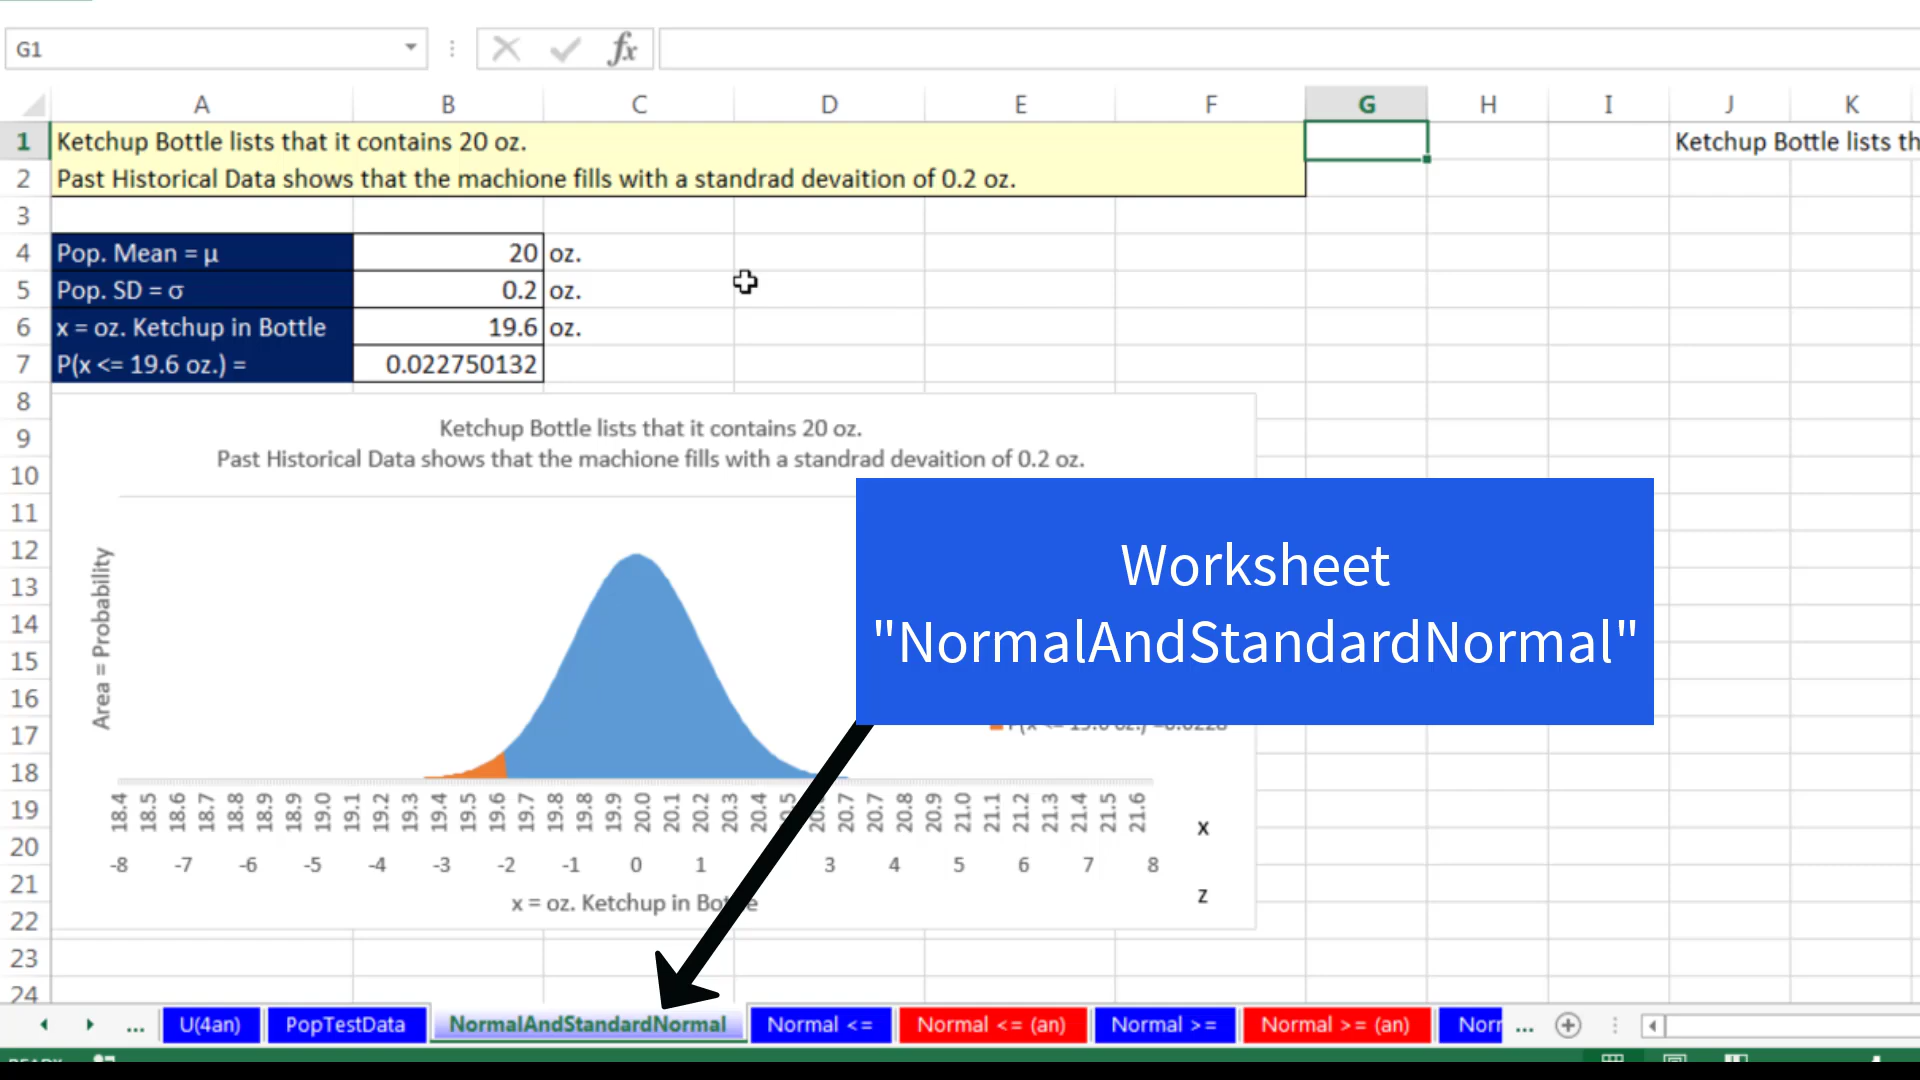 G1
fx
A B C D E F G H I J K
1 Ketchup Bottle lists that it contains 20 oz. Ketchup Bottle lists th
2 Past Historical Data shows that the machione fills with a standrad devaition of 0.2 oz.
3
4 Pop. Mean = μ 20 oz.
5 Pop. SD = σ 0.2 oz.
6 x = oz. Ketchup in Bottle 19.6 oz.
7 P(x <= 19.6 oz.) = 0.022750132
8
9
10
11
12
13
14
15
16
17
18
19
20
21
22
23
24
Ketchup Bottle lists that it contains 20 oz.
Past Historical Data shows that the machione fills with a standrad devaition of 0.2 oz.
Area = Probability
Worksheet
"NormalAndStandardNormal"
18.4 18.5 18.6 18.7 18.8 18.9 18.9 19.0 19.1 19.2 19.3 19.4 19.5 19.6 19.7 19.8 19.8 19.9 20.0 20.1 20.2 20.3 20.4 20.7 20.7 20.8 20.9 21.0 21.1 21.2 21.3 21.4 21.5 21.6
x
-8 -7 -6 -5 -4 -3 -2 -1 0 1 3 4 5 6 7 8
z
x = oz. Ketchup in
... U(4an) PopTestData NormalAndStandardNormal Normal <= Normal <= (an) Normal >= Normal >= (an) Norr ...